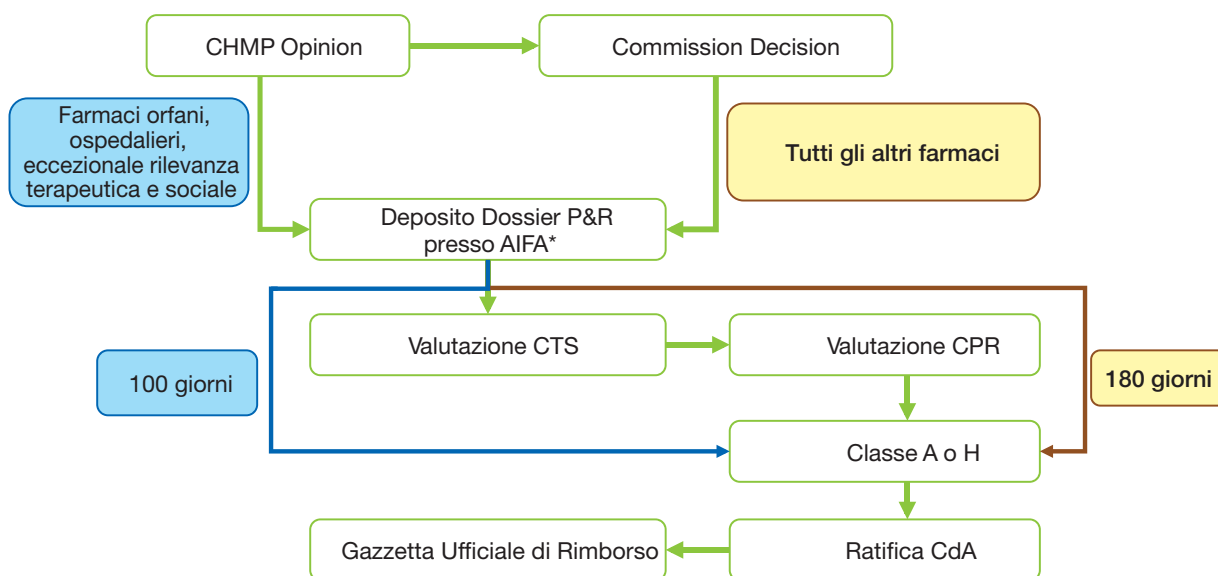 CHMP Opinion
Commission Decision
Farmaci orfani,
ospedalieri,
eccezionale rilevanza
terapeutica e sociale
Tutti gli altri farmaci
Deposito Dossier P&R
presso AIFA*
Valutazione CTS
Valutazione CPR
100 giorni
180 giorni
Classe A o H
Gazzetta Ufficiale di Rimborso
Ratifica CdA